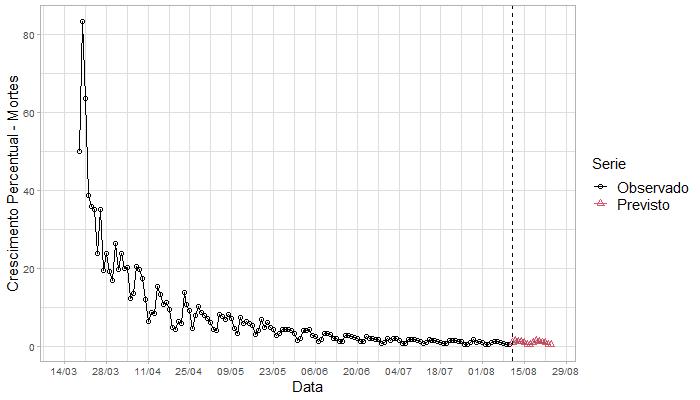 Crescimento Percentual - Mortes
80
60
40
20
0
14/03 28/03 11/04 25/04 09/05 23/05 06/06 20/06 04/07 18/07 01/08 15/08 29/08
Data
Serie
Observado
Previsto